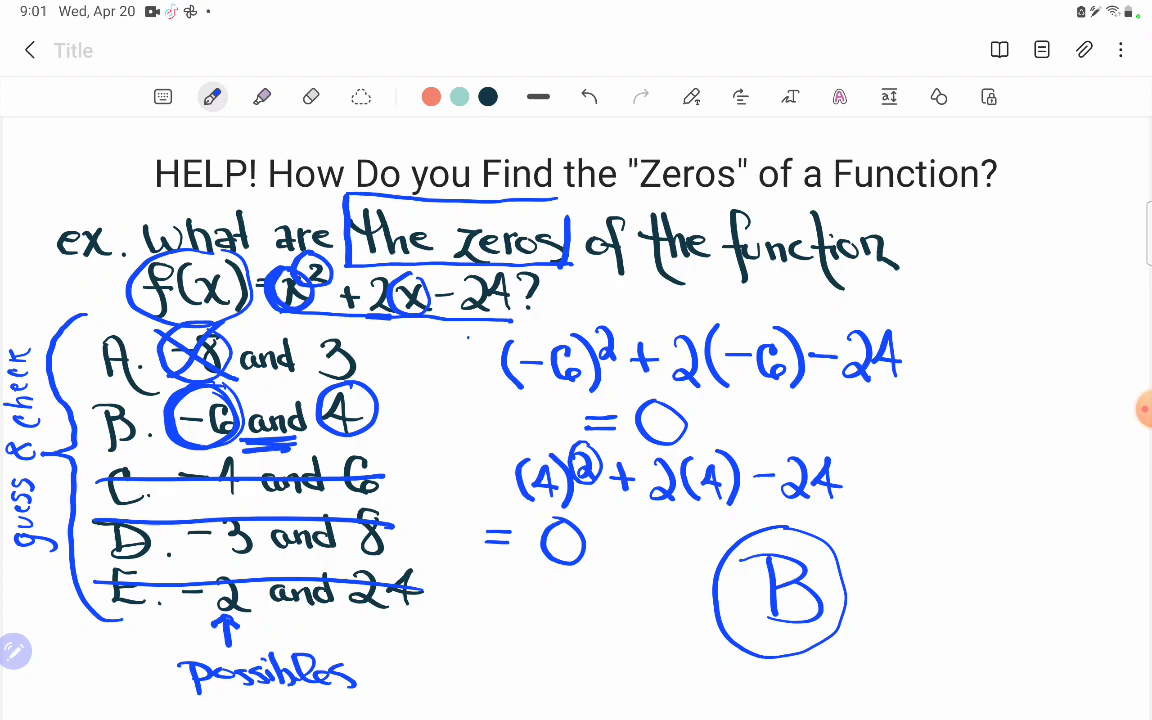 9:01 Wed, Apr 20
Title
HELP! How Do you Find the "Zeros" of a Function?
ex. What are the zeros of the function
f(x) = x² + 2x - 24?
guess & check
A. -8 and 3
B. -6 and 4
C. -4 and 6
D. -3 and 8
E. -2 and 24
possibles
(-6)² + 2(-6) - 24
= 0
(4)² + 2(4) - 24
= 0
B